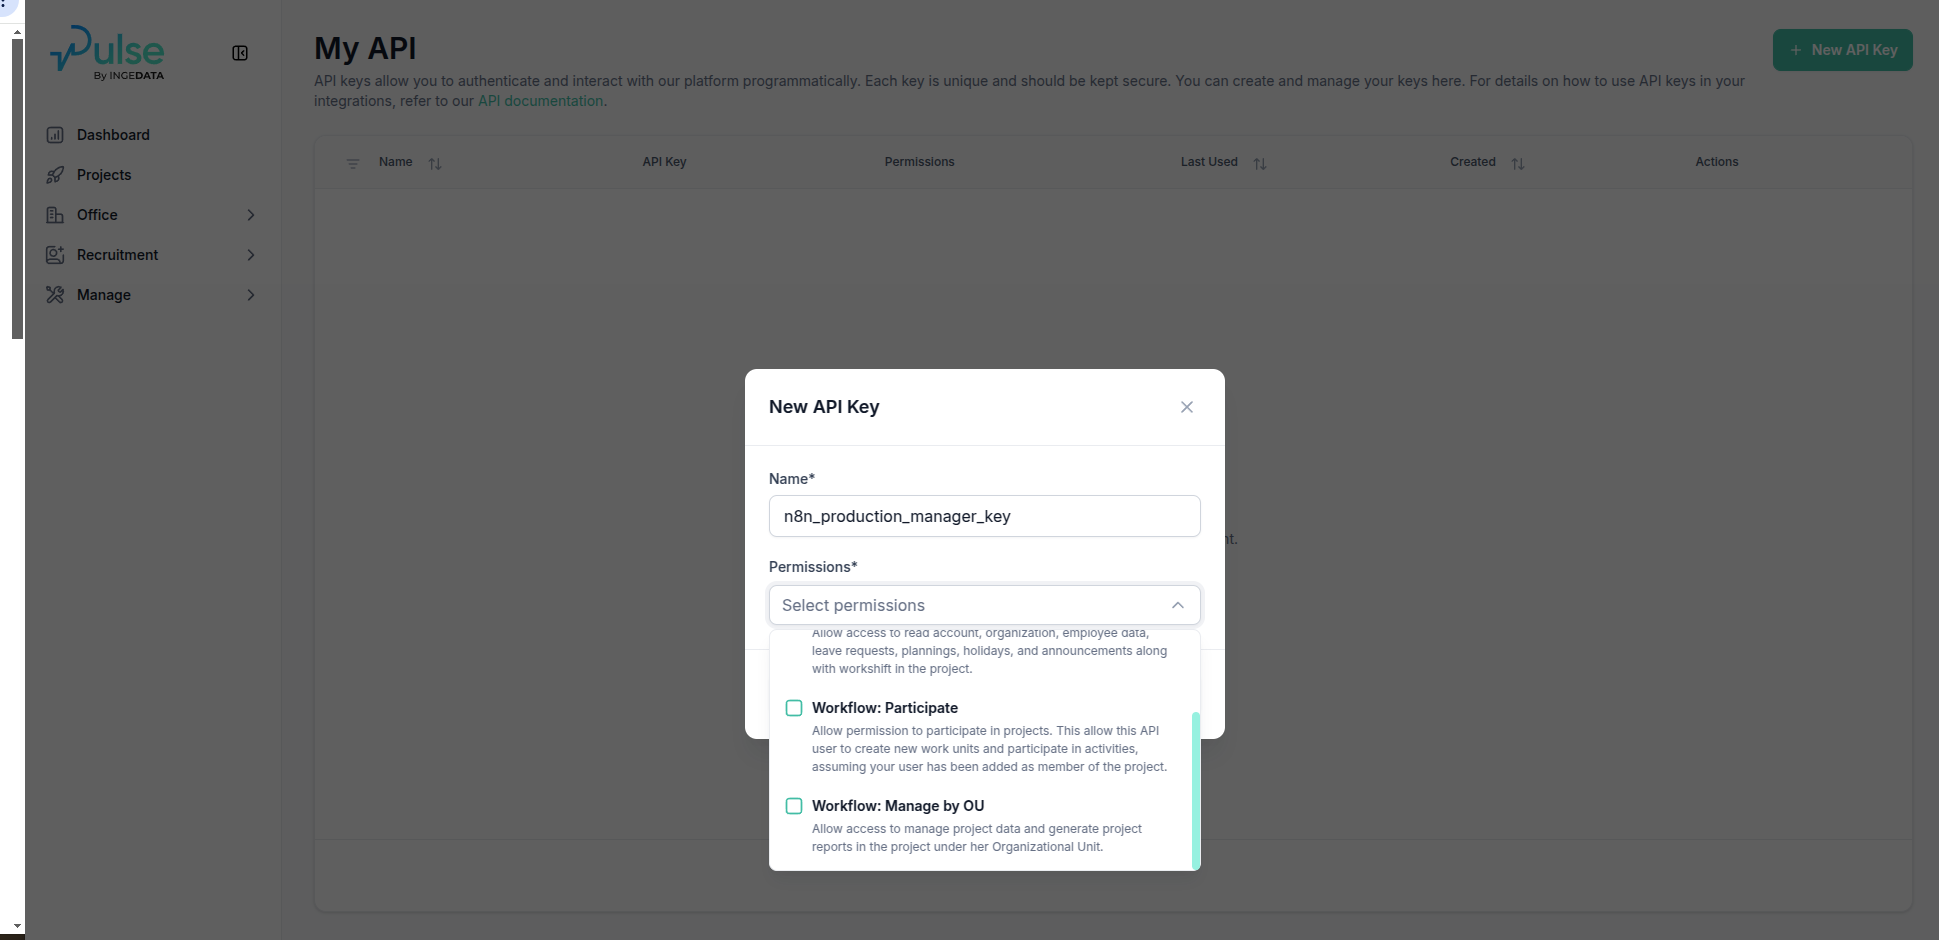 Pulse
By INGEDATA
Dashboard
Projects
Office
Recruitment
Manage
My API
API keys allow you to authenticate and interact with our platform programmatically. Each key is unique and should be kept secure. You can create and manage your keys here. For details on how to use API keys in your
integrations, refer to our API documentation.
+ New API Key
Name
API Key
Permissions
Last Used
Created
Actions
New API Key
Name*
n8n_production_manager_key
Permissions*
Select permissions
Allow access to read account, organization, employee data,
leave requests, plannings, holidays, and announcements along
with workshift in the project.
Workflow: Participate
Allow permission to participate in projects. This allow this API
user to create new work units and participate in activities,
assuming your user has been added as member of the project.
Workflow: Manage by OU
Allow access to manage project data and generate project
reports in the project under her Organizational Unit.